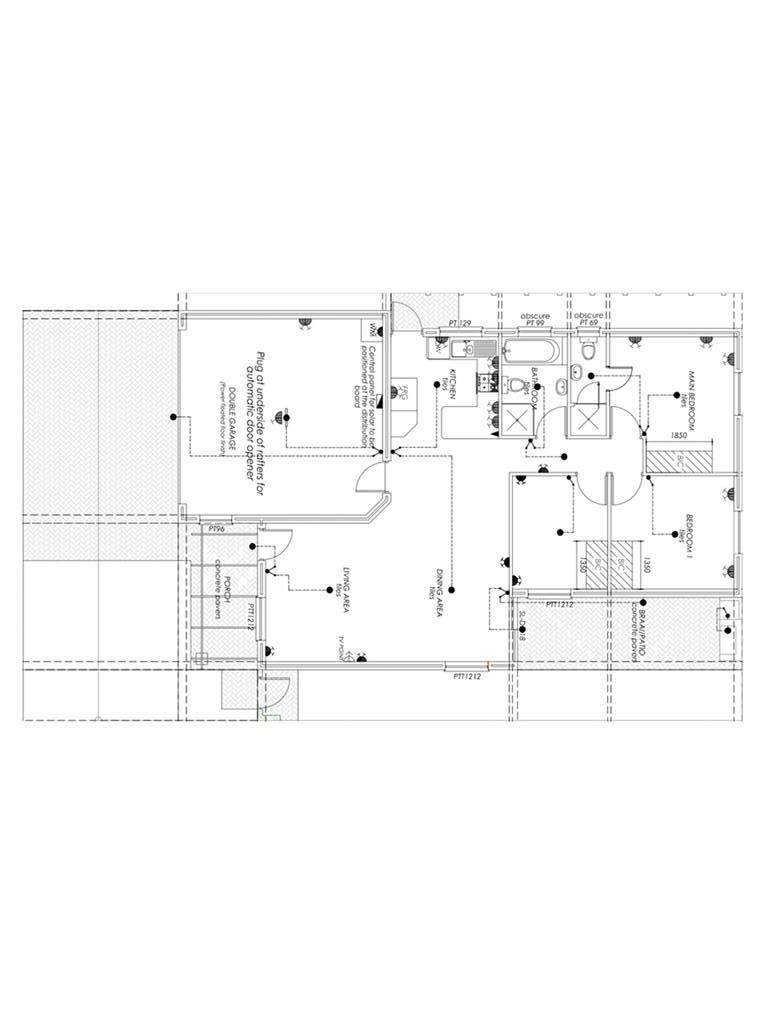 PT 129
obscure
PT 99
obscure
PT 69
WM
Control panel for solar to be
positioned at the distribution
board
Plug at underside of rafters for
automatic door opener
DOUBLE GARAGE
(Power floated floor finish)
FRG
KITCHEN
tiles
BATHROOM
tiles
MAIN BEDROOM
tiles
1850
BIC
BEDROOM 1
tiles
1350
BIC
BIC
1350
PT96
PORCH
concrete pavers
PTT1212
LIVING AREA
tiles
DINING AREA
tiles
TV POINT
PTT1212
PTT1212
BRAAI/PATIO
concrete pavers